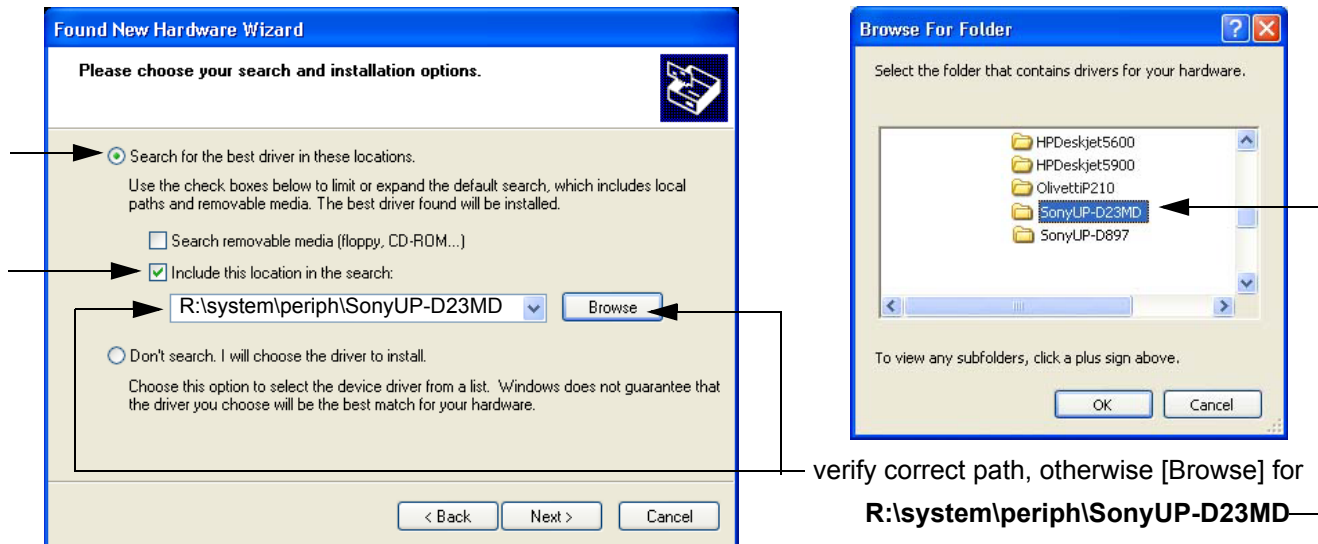 Found New Hardware Wizard
Please choose your search and installation options.
Search for the best driver in these locations.
Use the check boxes below to limit or expand the default search, which includes local
paths and removable media. The best driver found will be installed.
Search removable media (floppy, CD-ROM...)
Include this location in the search:
R:\system\periph\SonyUP-D23MD
Browse
Don't search. I will choose the driver to install.
Choose this option to select the device driver from a list. Windows does not guarantee that
the driver you choose will be the best match for your hardware.
< Back
Next >
Cancel
Browse For Folder
Select the folder that contains drivers for your hardware.
HPDeskjet5600
HPDeskjet5900
OlivettiP210
SonyUP-D23MD
SonyUP-D897
To view any subfolders, click a plus sign above.
OK
Cancel
verify correct path, otherwise [Browse] for
R:\system\periph\SonyUP-D23MD